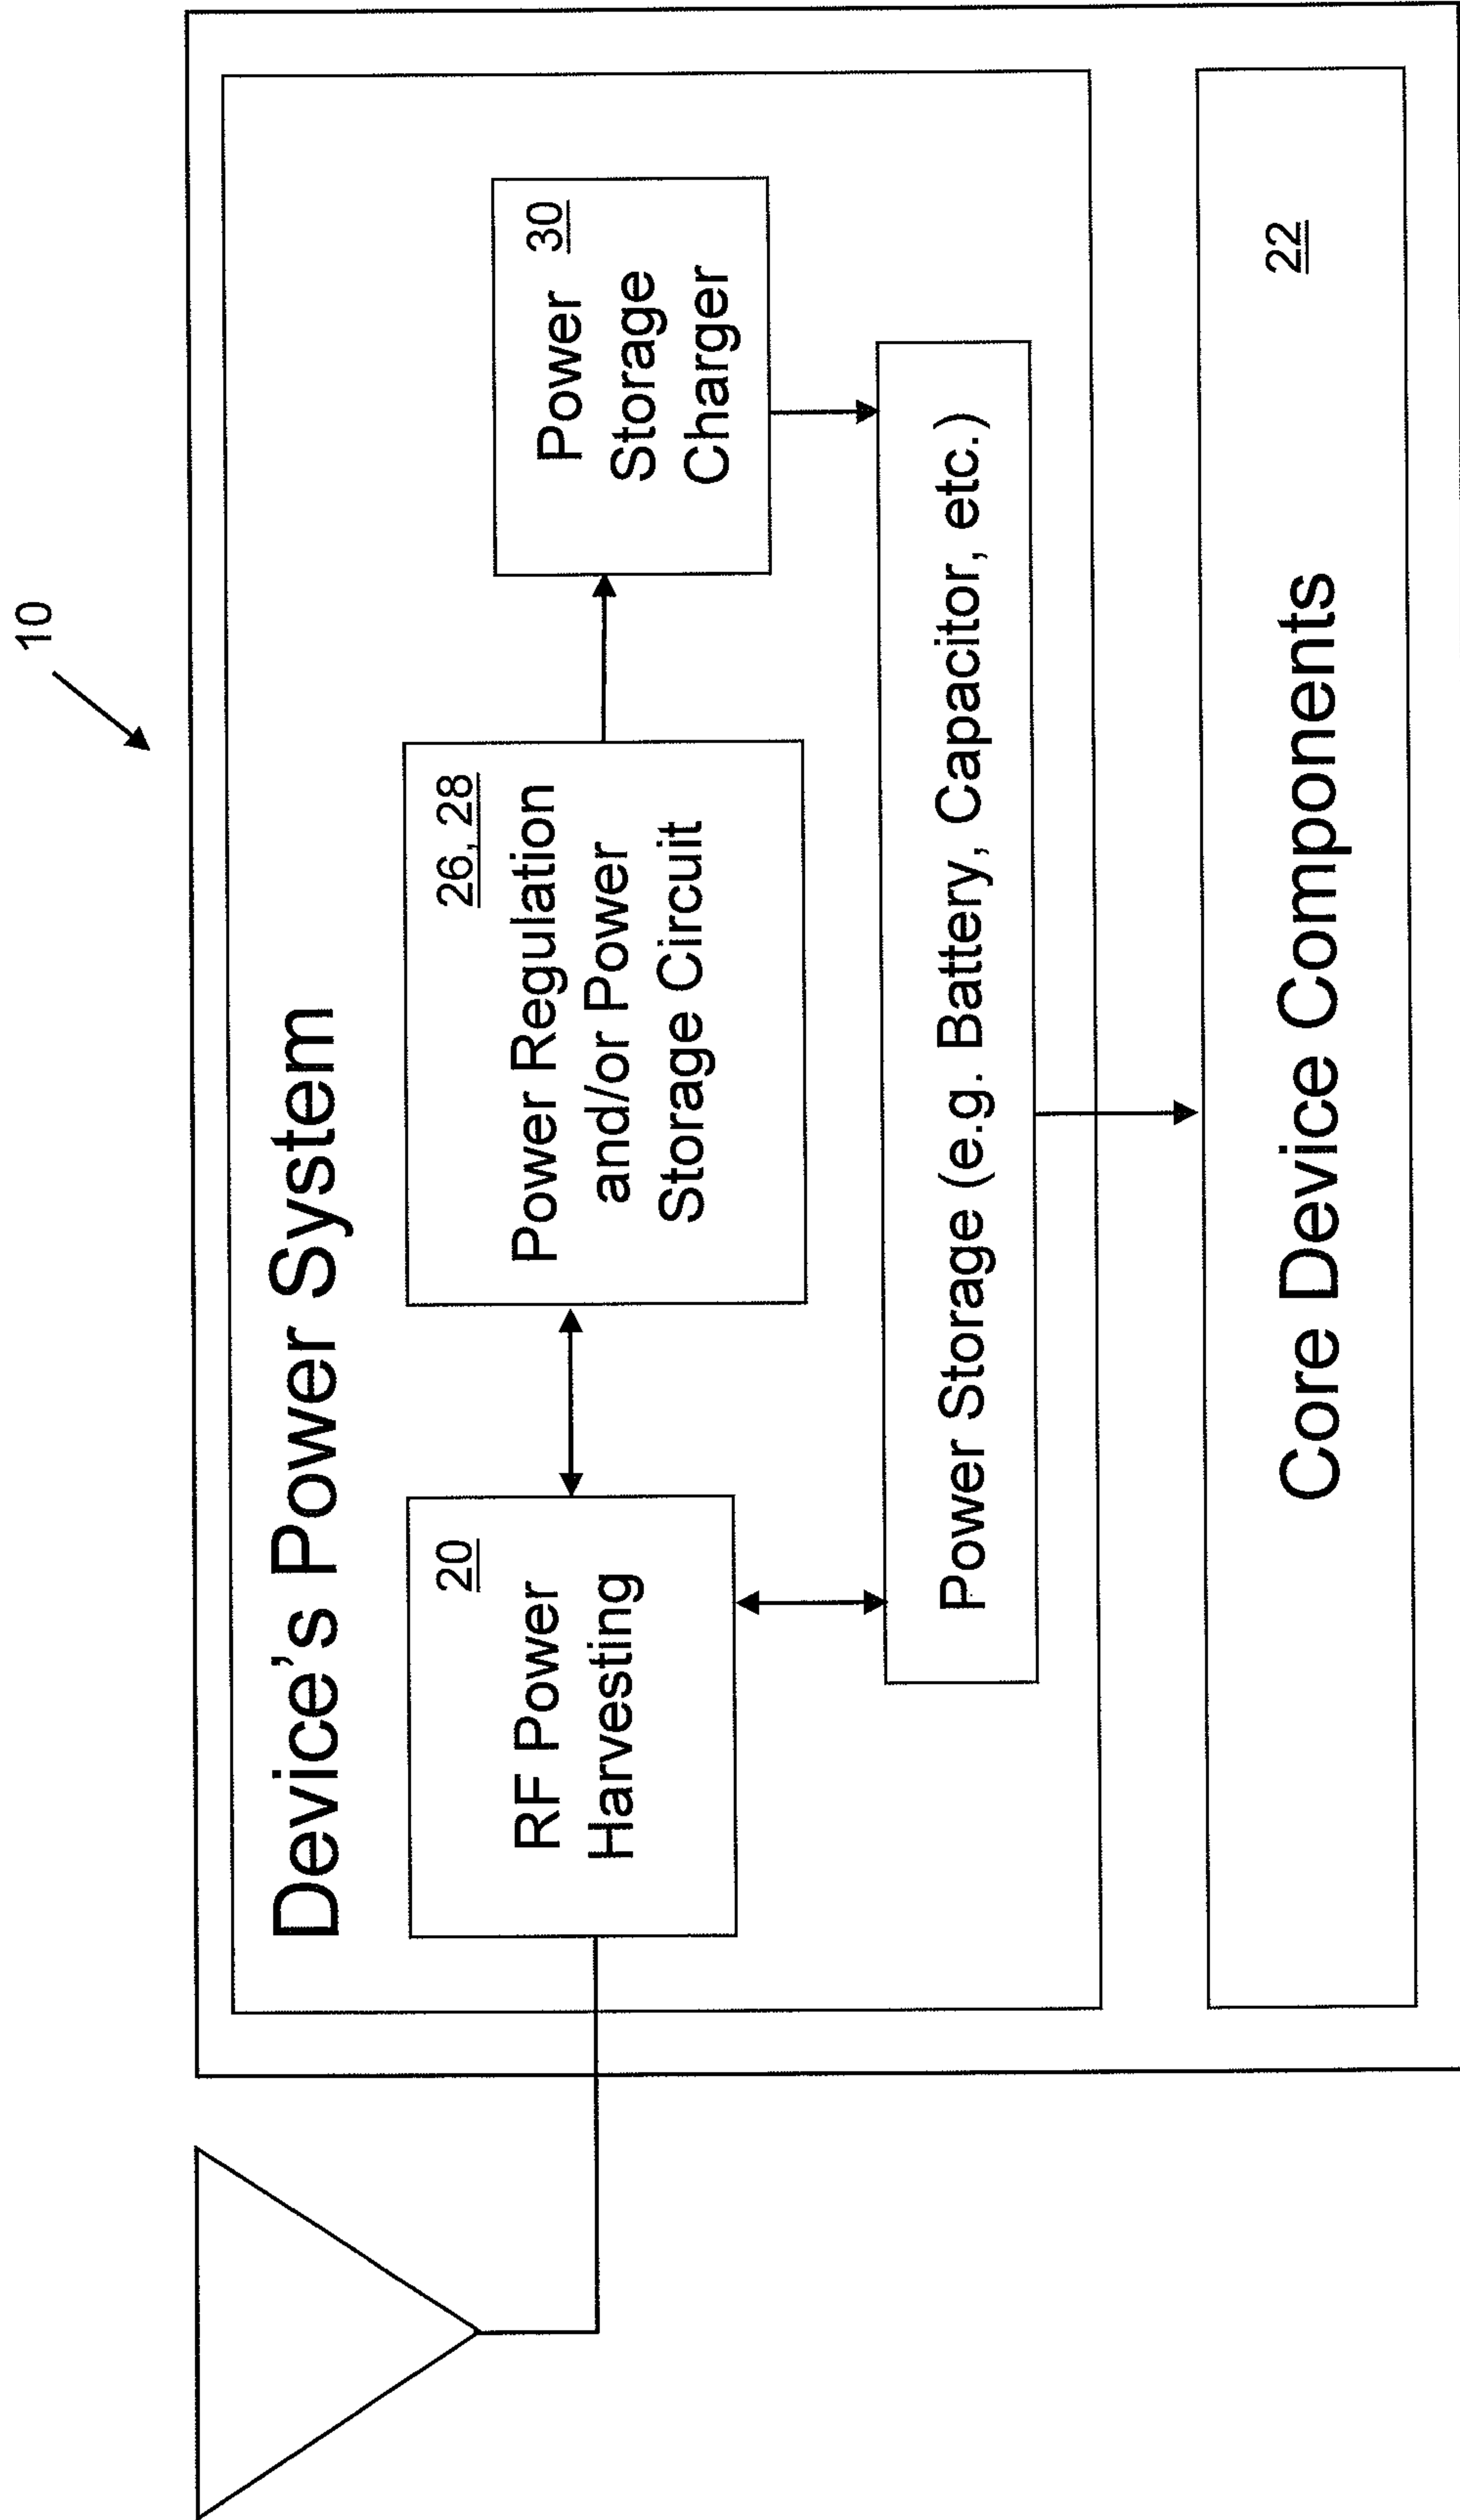 10
Device's Power System
20
RF Power
Harvesting
26, 28
Power Regulation
and/or Power
Storage Circuit
Power 30
Storage
Charger
Power Storage (e.g. Battery, Capacitor, etc.)
22
Core Device Components